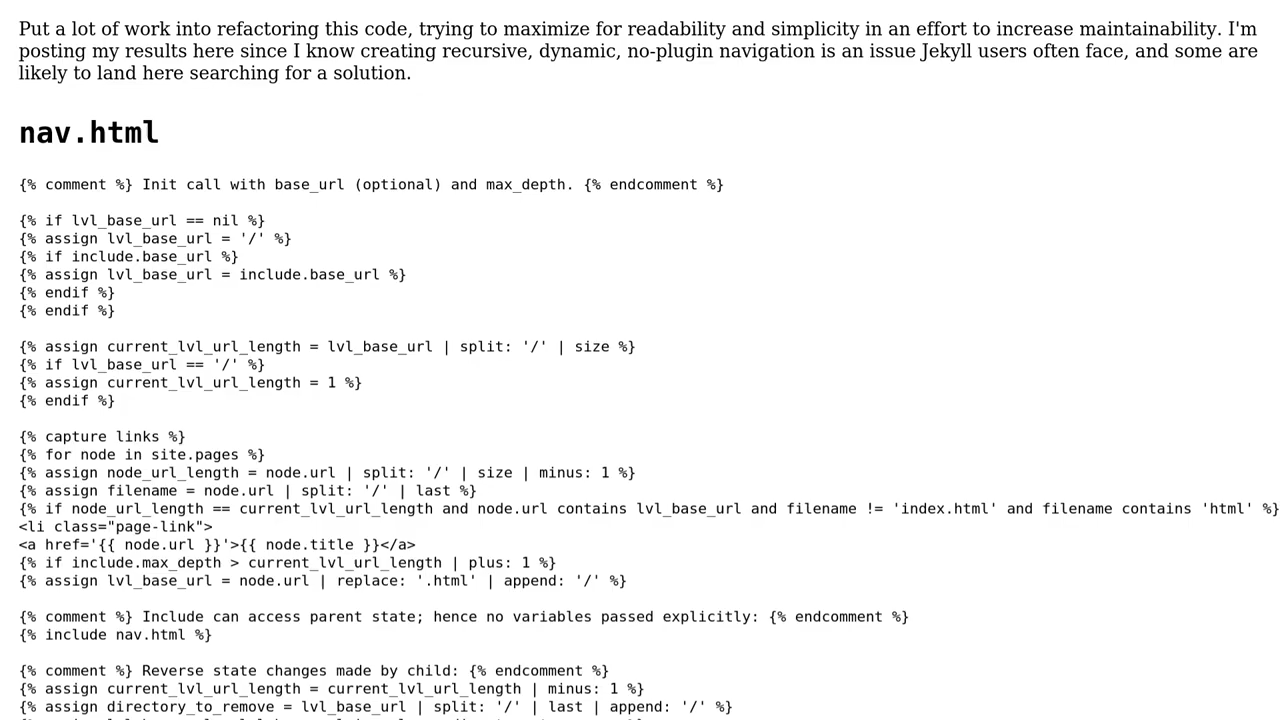 Put a lot of work into refactoring this code, trying to maximize for readability and simplicity in an effort to increase maintainability. I'm
posting my results here since I know creating recursive, dynamic, no-plugin navigation is an issue Jekyll users often face, and some are
likely to land here searching for a solution.
nav.html
{% comment %} Init call with base_url (optional) and max_depth. {% endcomment %}
{% if lvl_base_url == nil %}
{% assign lvl_base_url = '/' %}
{% if include.base_url %}
{% assign lvl_base_url = include.base_url %}
{% endif %}
{% endif %}
{% assign current_lvl_url_length = lvl_base_url | split: '/' | size %}
{% if lvl_base_url == '/' %}
{% assign current_lvl_url_length = 1 %}
{% endif %}
{% capture links %}
{% for node in site.pages %}
{% assign node_url_length = node.url | split: '/' | size | minus: 1 %}
{% assign filename = node.url | split: '/' | last %}
{% if node_url_length == current_lvl_url_length and node.url contains lvl_base_url and filename != 'index.html' and filename contains 'html' %}
<li class="page-link">
<a href='{{ node.url }}'>{{ node.title }}</a>
{% if include.max_depth > current_lvl_url_length | plus: 1 %}
{% assign lvl_base_url = node.url | replace: '.html' | append: '/' %}
{% comment %} Include can access parent state; hence no variables passed explicitly: {% endcomment %}
{% include nav.html %}
{% comment %} Reverse state changes made by child: {% endcomment %}
{% assign current_lvl_url_length = current_lvl_url_length | minus: 1 %}
{% assign directory_to_remove = lvl_base_url | split: '/' | last | append: '/' %}